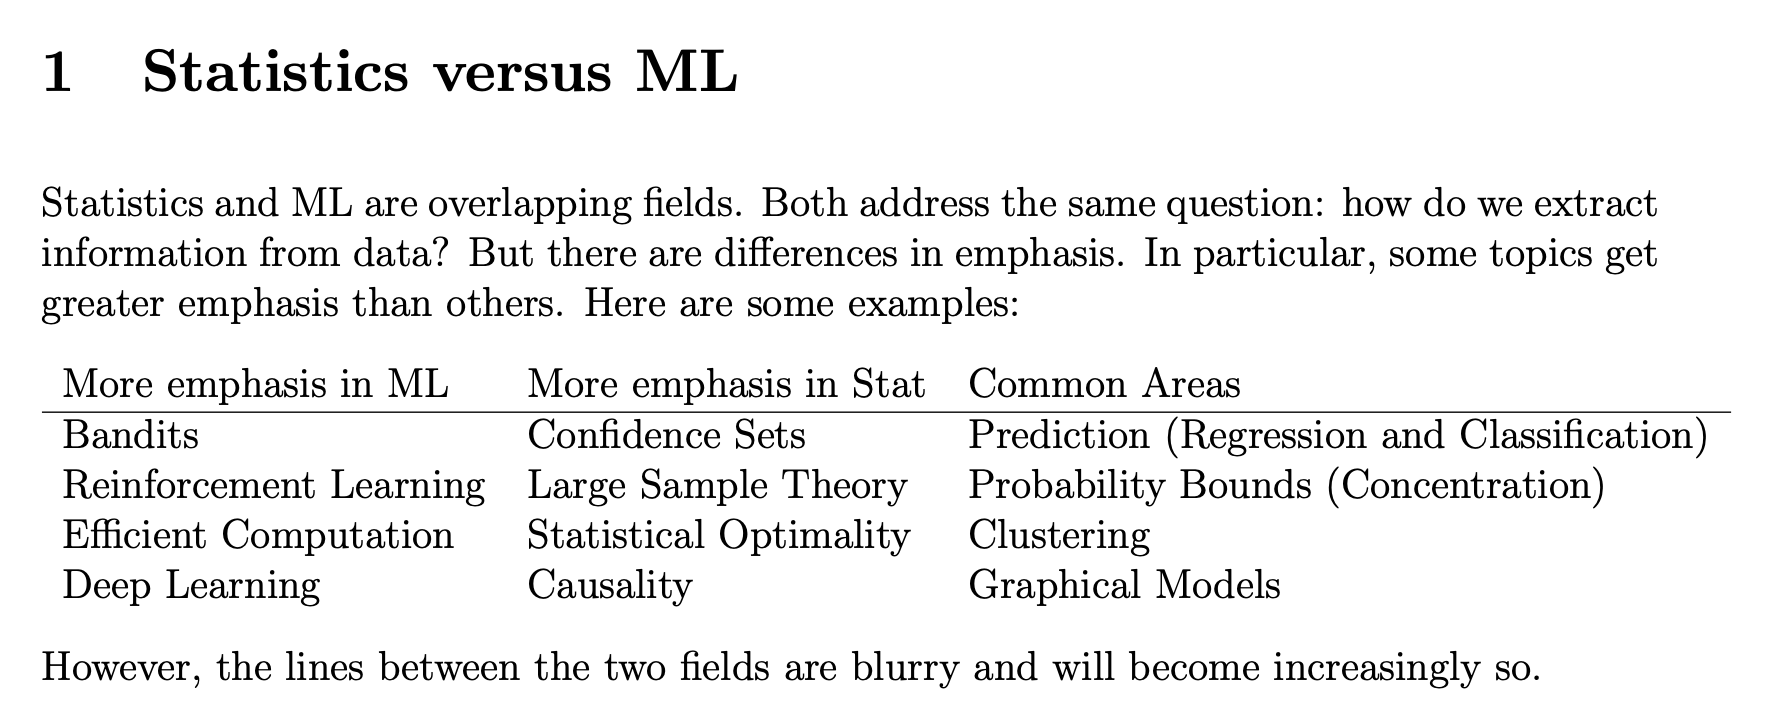 1 Statistics versus ML
Statistics and ML are overlapping fields. Both address the same question: how do we extract
information from data? But there are differences in emphasis. In particular, some topics get
greater emphasis than others. Here are some examples:
More emphasis in ML More emphasis in Stat Common Areas
Bandits Confidence Sets Prediction (Regression and Classification)
Reinforcement Learning Large Sample Theory Probability Bounds (Concentration)
Efficient Computation Statistical Optimality Clustering
Deep Learning Causality Graphical Models
However, the lines between the two fields are blurry and will become increasingly so.